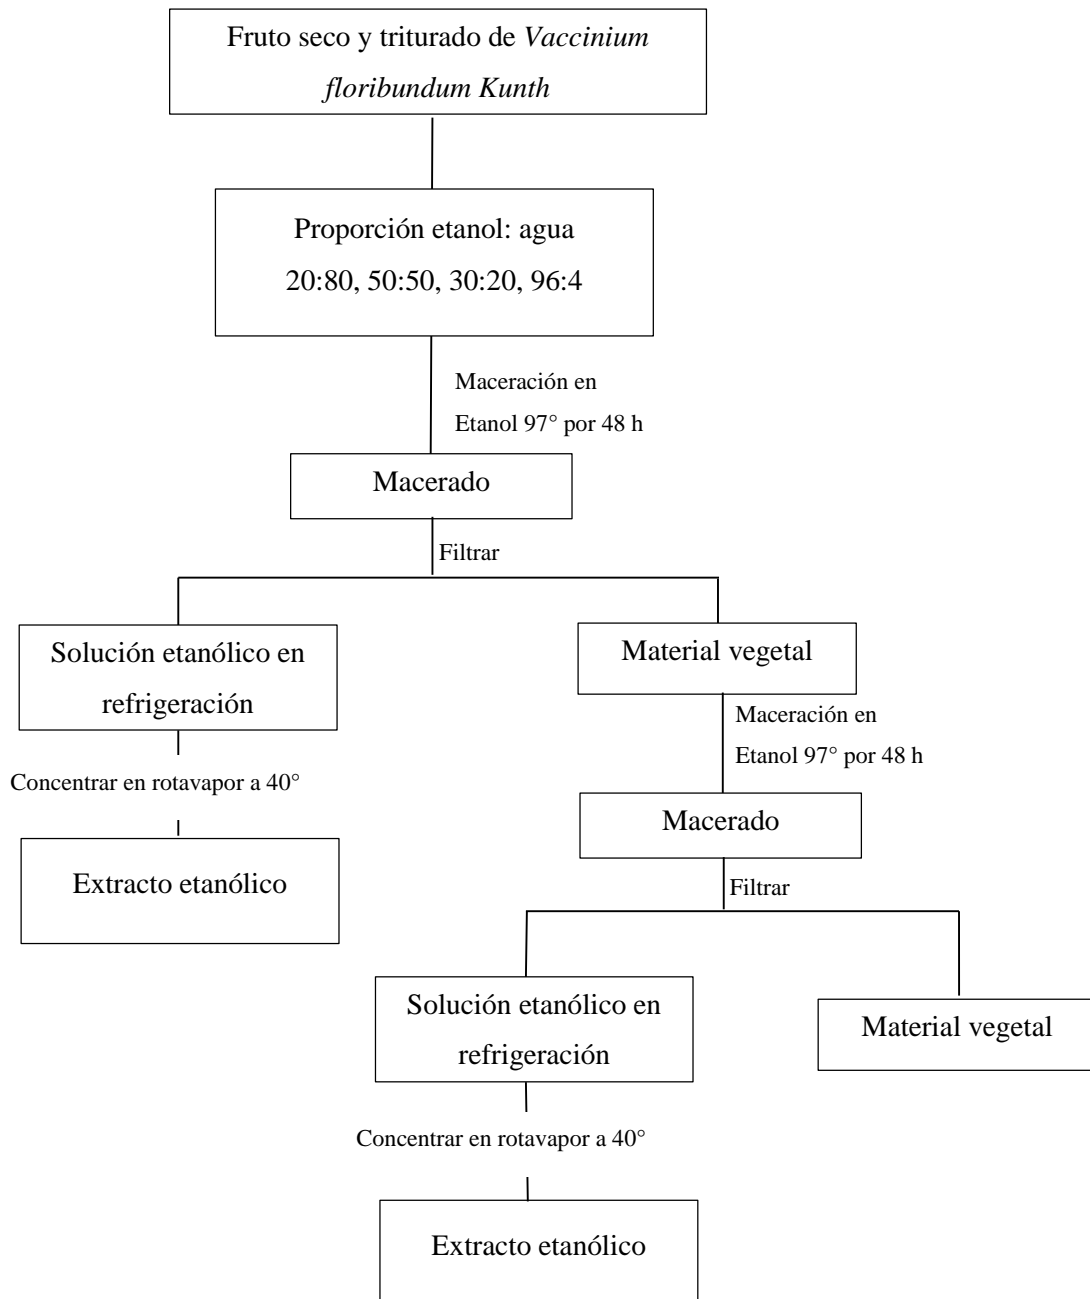 Fruto seco y triturado de Vaccinium
floribundum Kunth
Proporción etanol: agua
20:80, 50:50, 30:20, 96:4
Maceración en
Etanol 97° por 48 h
Macerado
Filtrar
Solución etanólico en
refrigeración
Concentrar en rotavapor a 40°
Extracto etanólico
Material vegetal
Maceración en
Etanol 97° por 48 h
Macerado
Filtrar
Solución etanólico en
refrigeración
Concentrar en rotavapor a 40°
Extracto etanólico
Material vegetal